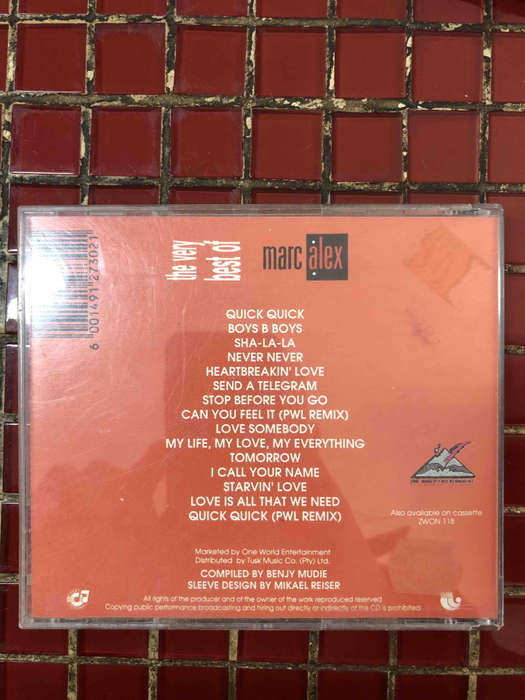 6 001491 273021
the very
best of
marc alex
QUICK QUICK
BOYS B BOYS
SHA-LA-LA
NEVER NEVER
HEARTBREAKIN' LOVE
SEND A TELEGRAM
STOP BEFORE YOU GO
CAN YOU FEEL IT (PWL REMIX)
LOVE SOMEBODY
MY LIFE, MY LOVE, MY EVERYTHING
TOMORROW
I CALL YOUR NAME
STARVIN' LOVE
LOVE IS ALL THAT WE NEED
QUICK QUICK (PWL REMIX)
Also available on cassette
ZWON 118
Marketed by One World Entertainment
Distributed by Tusk Music Co. (Pty) Ltd.
COMPILED BY BENJY MUDIE
SLEEVE DESIGN BY MIKAEL REISER
All rights of the producer and of the owner of the work reproduced reserved
Copying public performance,broadcasting and hiring out directly or indirectly of this CD is prohibited